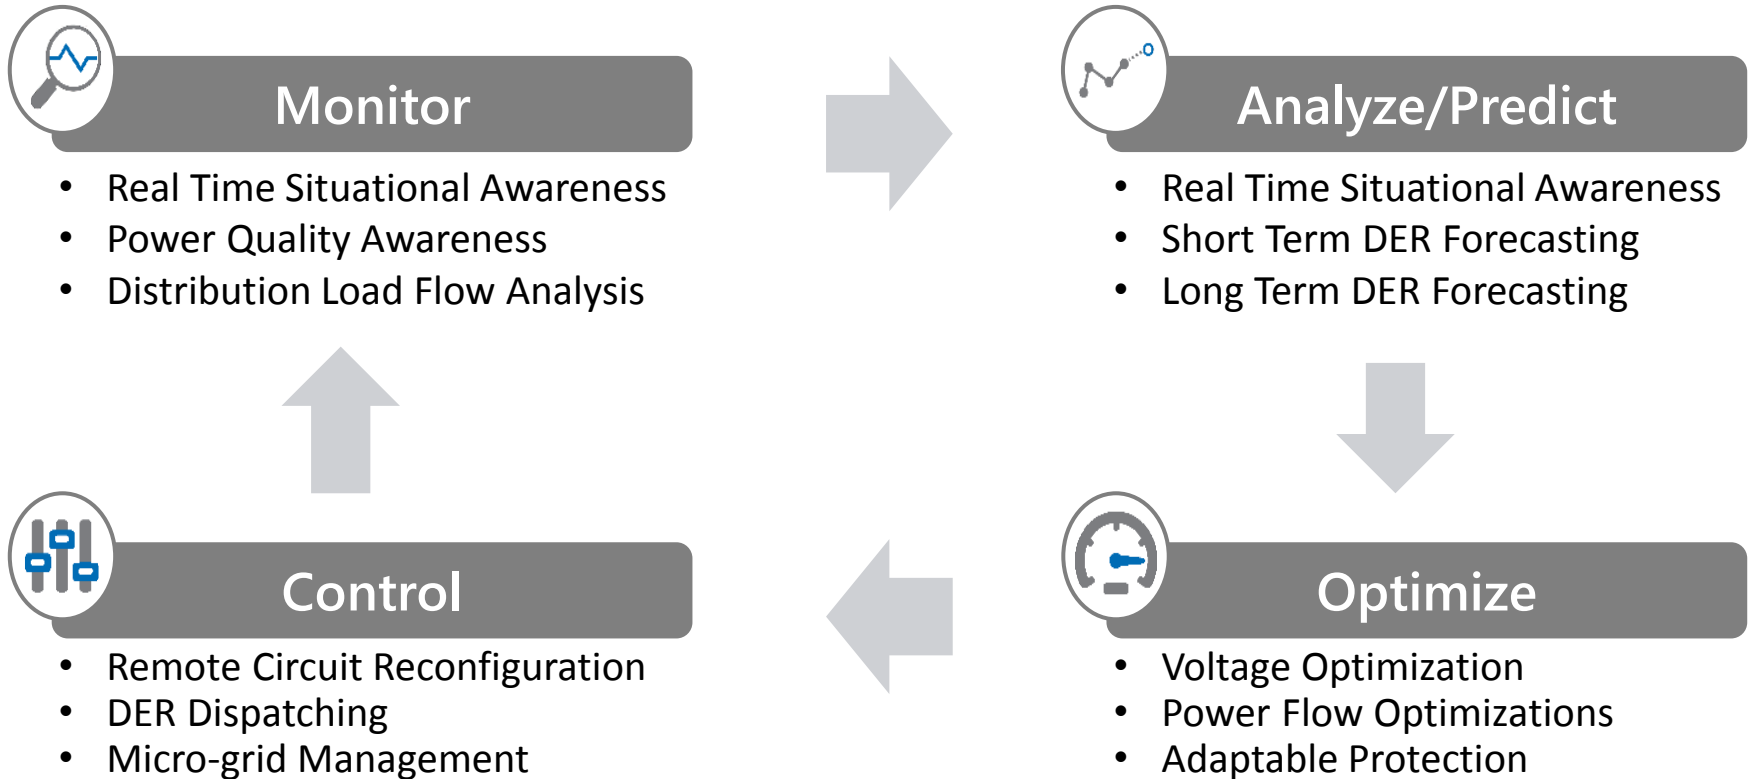 Monitor
• Real Time Situational Awareness
• Power Quality Awareness
• Distribution Load Flow Analysis
Analyze/Predict
• Real Time Situational Awareness
• Short Term DER Forecasting
• Long Term DER Forecasting
Control
• Remote Circuit Reconfiguration
• DER Dispatching
• Micro-grid Management
Optimize
• Voltage Optimization
• Power Flow Optimizations
• Adaptable Protection